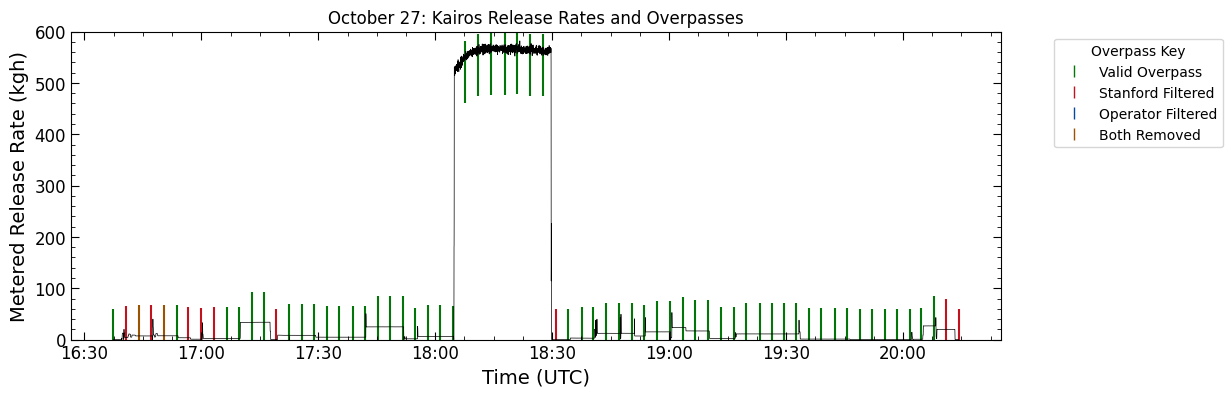 October 27: Kairos Release Rates and Overpasses
600
500
400
300
200
100
0
Metered Release Rate (kgh)
16:30 17:00 17:30 18:00 18:30 19:00 19:30 20:00
Time (UTC)
Overpass Key
Valid Overpass
Stanford Filtered
Operator Filtered
Both Removed